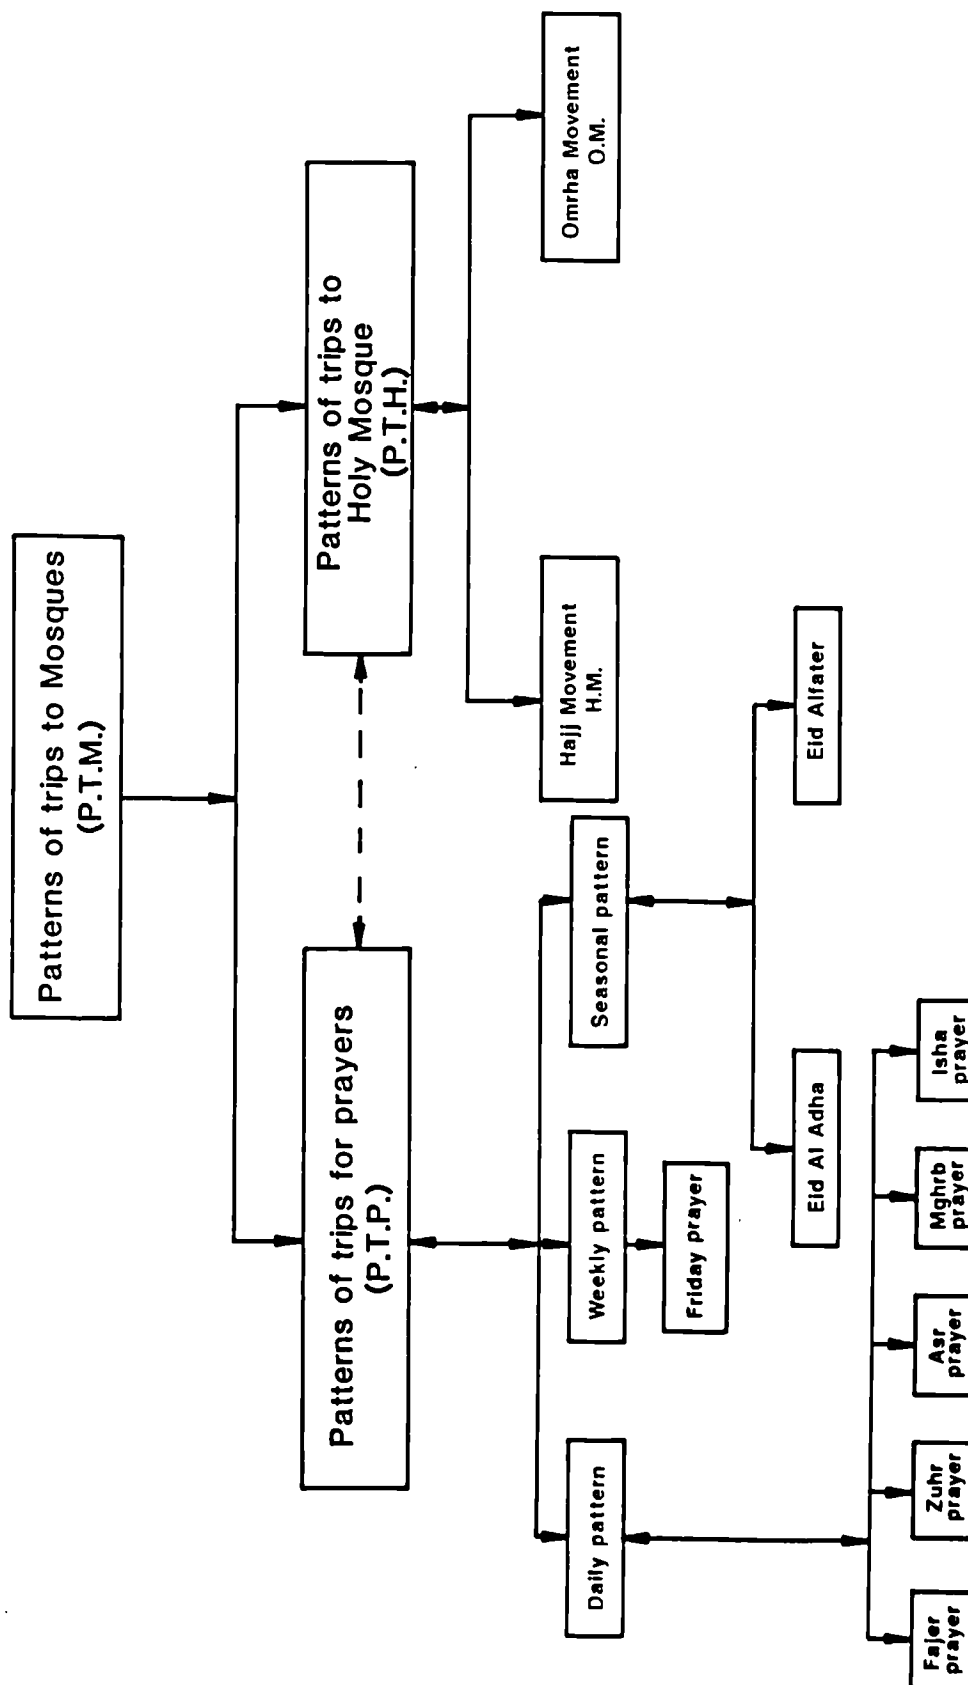 Patterns of trips to Mosques
(P.T.M.)
Patterns of trips for prayers
(P.T.P.)
Patterns of trips to
Holy Mosque
(P.T.H.)
Daily pattern
Weekly pattern
Seasonal pattern
Hajj Movement
H.M.
Omrha Movement
O.M.
Friday prayer
Eid Al Adha
Eid Alfater
Fajer
prayer
Zuhr
prayer
Asr
prayer
Mghrb
prayer
Isha
prayer